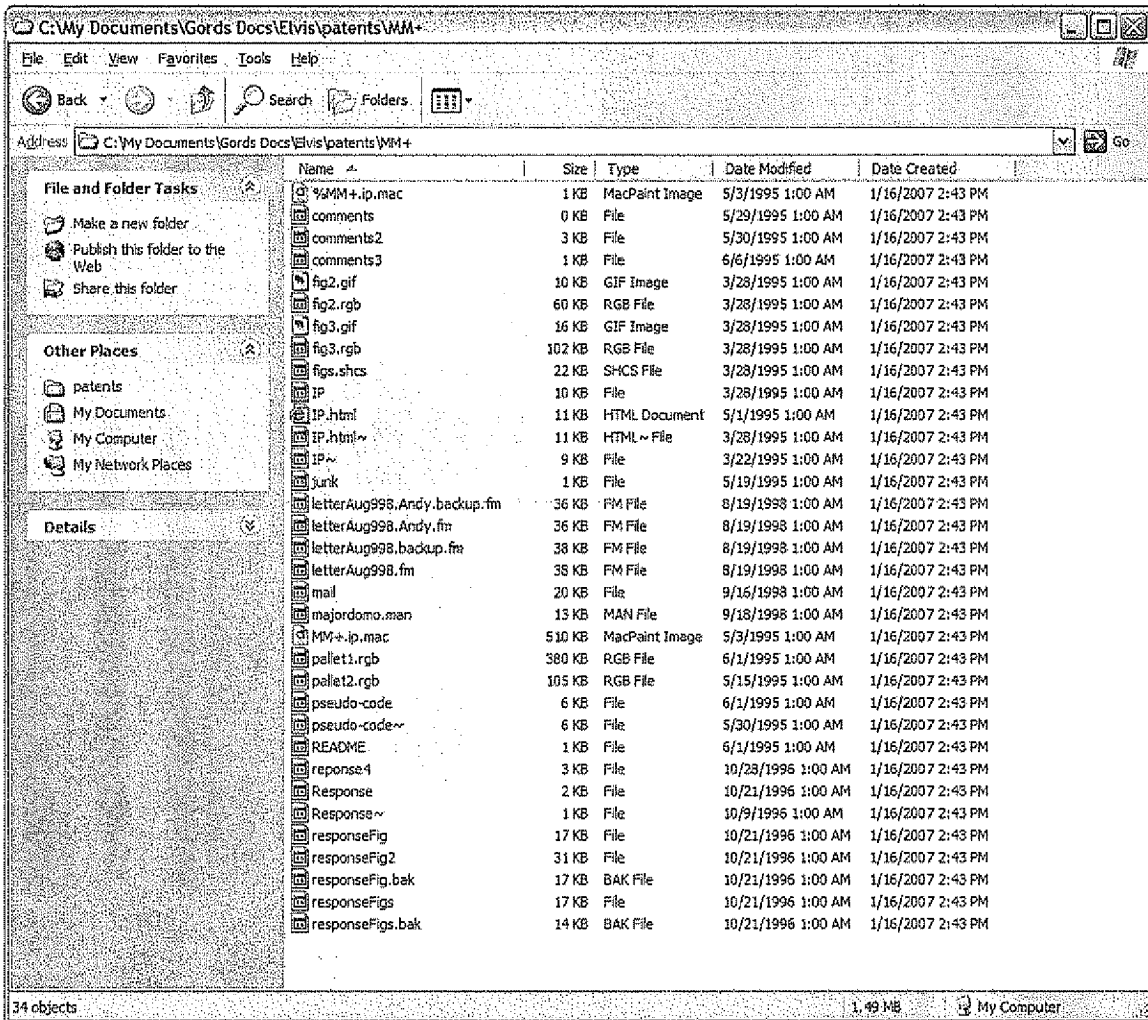 C:\My Documents\Gords Docs\Elvis\patents\MM+
File Edit View Favorites Tools Help
Back Search Folders
Address C:\My Documents\Gords Docs\Elvis\patents\MM+ Go
File and Folder Tasks
Make a new folder
Publish this folder to the
Web
Share this folder
Other Places
patents
My Documents
My Computer
My Network Places
Details
Name Size Type Date Modified Date Created
%MM+.ip.mac 1 KB MacPaint Image 5/3/1995 1:00 AM 1/16/2007 2:43 PM
comments 0 KB File 5/29/1995 1:00 AM 1/16/2007 2:43 PM
comments2 3 KB File 5/30/1995 1:00 AM 1/16/2007 2:43 PM
comments3 1 KB File 6/6/1995 1:00 AM 1/16/2007 2:43 PM
fig2.gif 10 KB GIF Image 3/28/1995 1:00 AM 1/16/2007 2:43 PM
fig2.rgb 60 KB RGB File 3/28/1995 1:00 AM 1/16/2007 2:43 PM
fig3.gif 16 KB GIF Image 3/28/1995 1:00 AM 1/16/2007 2:43 PM
fig3.rgb 102 KB RGB File 3/28/1995 1:00 AM 1/16/2007 2:43 PM
figs.shcs 22 KB SHCS File 3/28/1995 1:00 AM 1/16/2007 2:43 PM
IP 10 KB File 3/28/1995 1:00 AM 1/16/2007 2:43 PM
IP.html 11 KB HTML Document 5/1/1995 1:00 AM 1/16/2007 2:43 PM
IP.html~ 11 KB HTML~ File 3/28/1995 1:00 AM 1/16/2007 2:43 PM
IP~ 9 KB File 3/22/1995 1:00 AM 1/16/2007 2:43 PM
junk 1 KB File 5/19/1995 1:00 AM 1/16/2007 2:43 PM
letterAug998.Andy.backup.fm 36 KB FM File 8/19/1998 1:00 AM 1/16/2007 2:43 PM
letterAug998.Andy.fm 36 KB FM File 8/19/1998 1:00 AM 1/16/2007 2:43 PM
letterAug998.backup.fm 38 KB FM File 8/19/1998 1:00 AM 1/16/2007 2:43 PM
letterAug998.fm 38 KB FM File 8/19/1998 1:00 AM 1/16/2007 2:43 PM
mail 20 KB File 9/16/1998 1:00 AM 1/16/2007 2:43 PM
majordomo.man 13 KB MAN File 9/18/1998 1:00 AM 1/16/2007 2:43 PM
MM+.ip.mac 510 KB MacPaint Image 5/3/1995 1:00 AM 1/16/2007 2:43 PM
pallet1.rgb 380 KB RGB File 6/1/1995 1:00 AM 1/16/2007 2:43 PM
pallet2.rgb 105 KB RGB File 5/15/1995 1:00 AM 1/16/2007 2:43 PM
pseudo-code 6 KB File 6/1/1995 1:00 AM 1/16/2007 2:43 PM
pseudo-code~ 6 KB File 5/30/1995 1:00 AM 1/16/2007 2:43 PM
README 1 KB File 6/1/1995 1:00 AM 1/16/2007 2:43 PM
reponse4 3 KB File 10/28/1996 1:00 AM 1/16/2007 2:43 PM
Response 2 KB File 10/21/1996 1:00 AM 1/16/2007 2:43 PM
Response~ 1 KB File 10/9/1996 1:00 AM 1/16/2007 2:43 PM
responseFig 17 KB File 10/21/1996 1:00 AM 1/16/2007 2:43 PM
responseFig2 31 KB File 10/21/1996 1:00 AM 1/16/2007 2:43 PM
responseFig.bak 17 KB BAK File 10/21/1996 1:00 AM 1/16/2007 2:43 PM
responseFigs 17 KB File 10/21/1996 1:00 AM 1/16/2007 2:43 PM
responseFigs.bak 14 KB BAK File 10/21/1996 1:00 AM 1/16/2007 2:43 PM
34 objects 1.49 MB My Computer